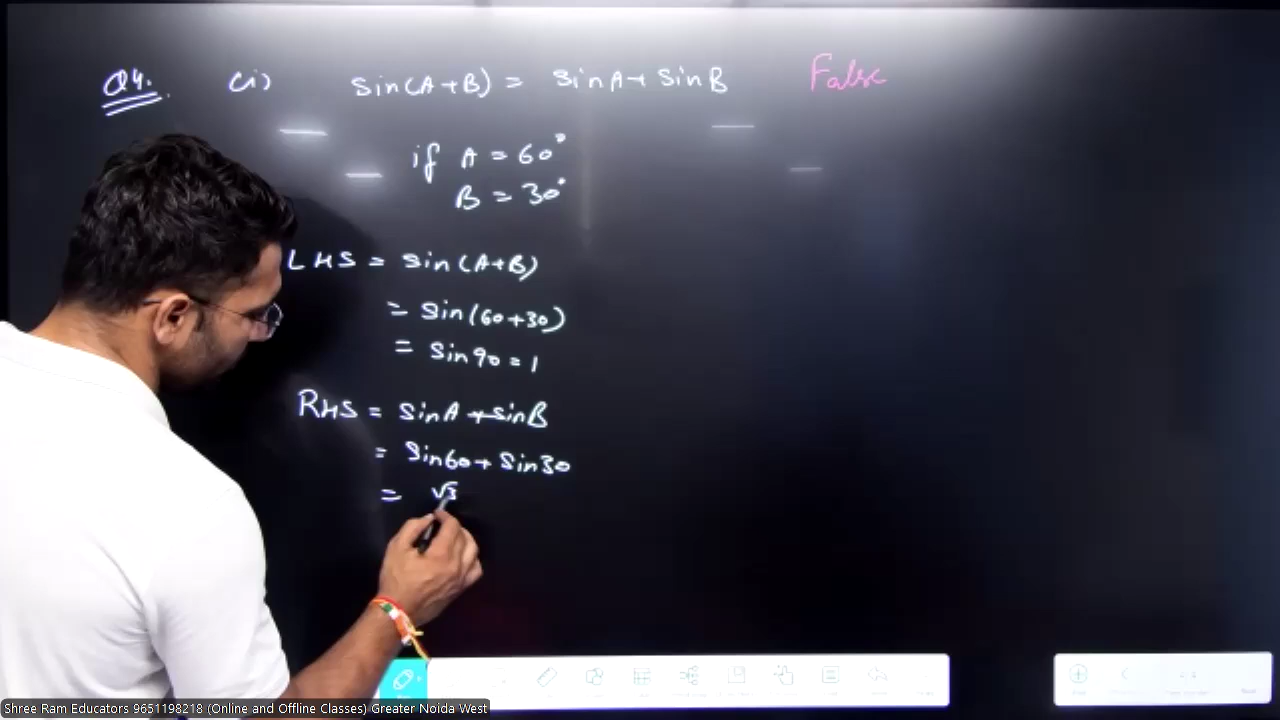 Q4. (i) Sin(A+B) = SinA + SinB False
if A = 60°
B = 30°
LHS = Sin(A+B)
= Sin(60+30)
= Sin90 = 1
RHS = SinA + SinB
= Sin60 + Sin30
= √3
Shree Ram Educators 9651198218 (Online and Offline Classes) Greater Noida West